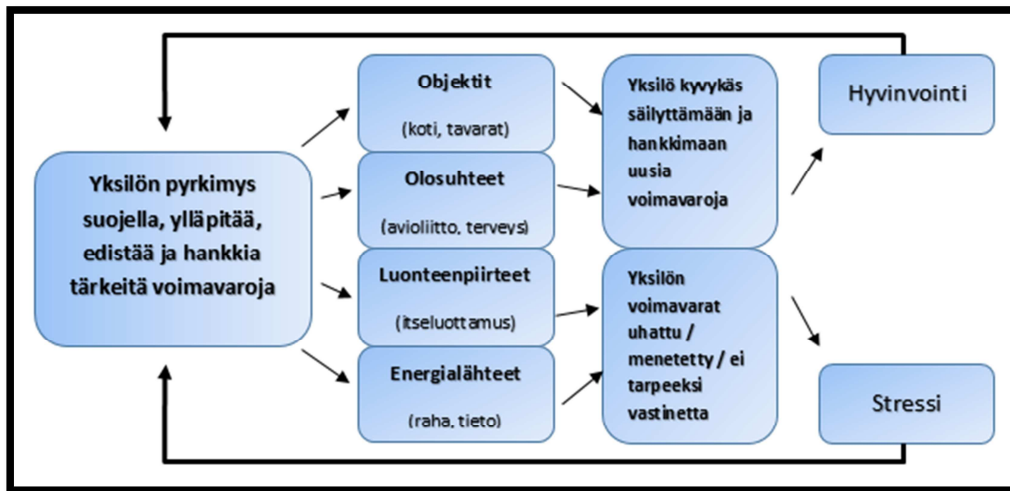 Yksilön pyrkimys
suojella, ylläpitää,
edistää ja hankkia
tärkeitä voimavaroja
Objektit
(koti, tavarat)
Olosuhteet
(avioliitto, terveys)
Luonteenpiirteet
(itseluottamus)
Energialähteet
(raha, tieto)
Yksilö kyvykäs
säilyttämään ja
hankkimaan
uusia
voimavaroja
Yksilön
voimavarat
uhattu /
menetetty / ei
tarpeeksi
vastinetta
Hyvinvointi
Stressi